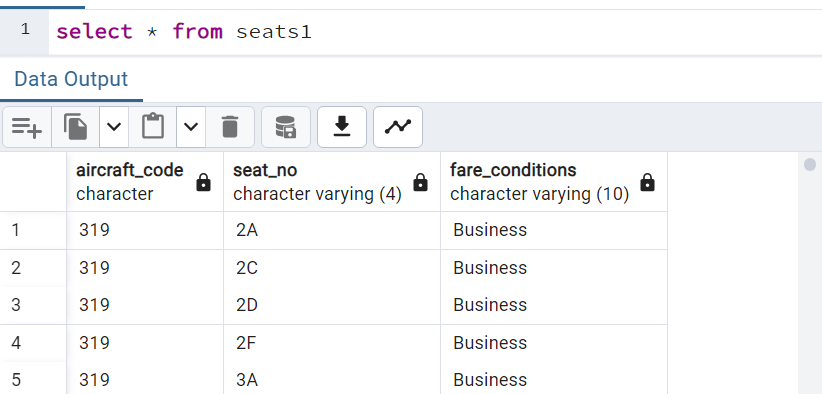 1 select * from seats1
Data Output
aircraft_code seat_no fare_conditions
character character varying (4) character varying (10)
1 319 2A Business
2 319 2C Business
3 319 2D Business
4 319 2F Business
5 319 3A Business